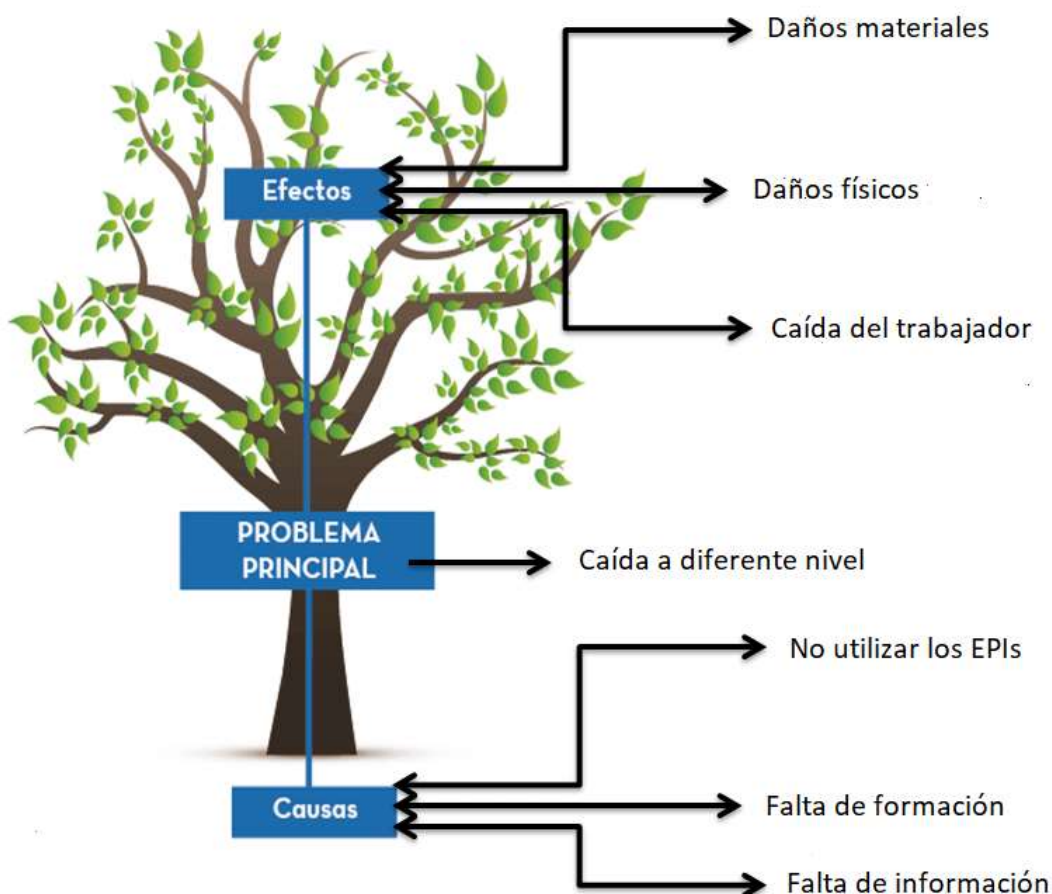 Daños materiales
Efectos
Daños físicos
Caída del trabajador
PROBLEMA
PRINCIPAL
Caída a diferente nivel
No utilizar los EPIs
Causas
Falta de formación
Falta de información